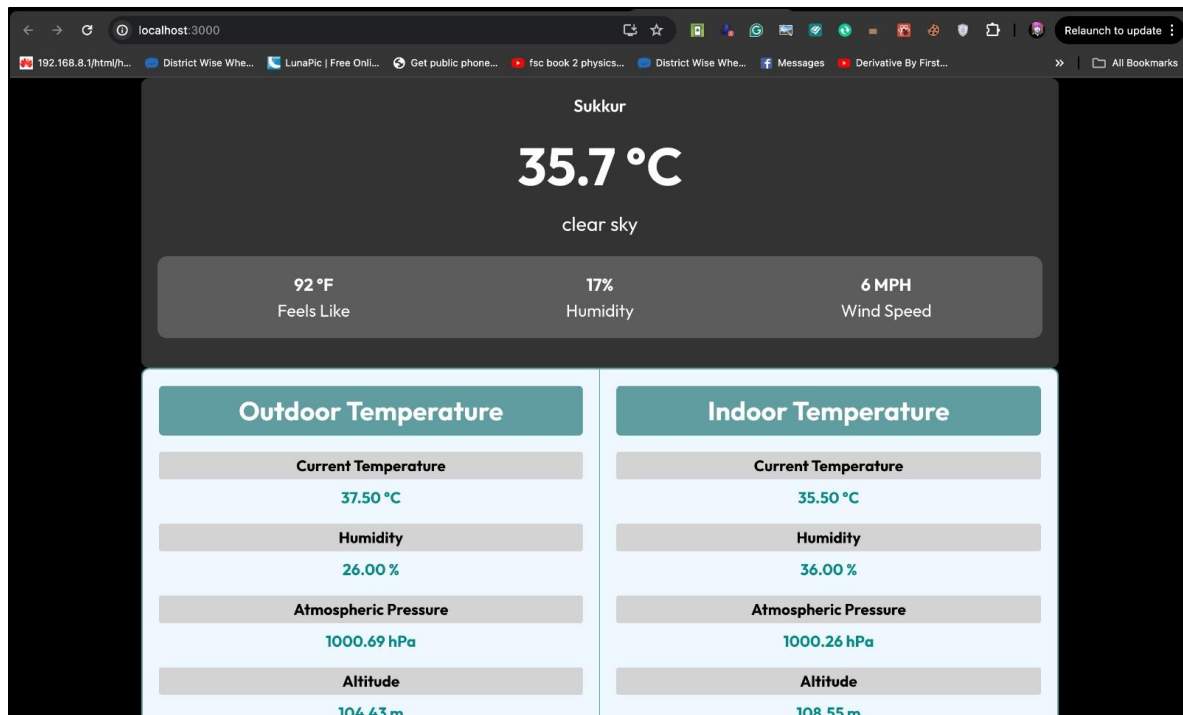 localhost:3000
Relaunch to update
192.168.8.1/html/h... District Wise Whe... LunaPic | Free Onli... Get public phone... fsc book 2 physics... District Wise Whe... Messages Derivative By First... » All Bookmarks
Sukkur
35.7 °C
clear sky
92 °F 17% 6 MPH
Feels Like Humidity Wind Speed
Outdoor Temperature
Current Temperature
37.50 °C
Humidity
26.00 %
Atmospheric Pressure
1000.69 hPa
Altitude
104.43 m
Indoor Temperature
Current Temperature
35.50 °C
Humidity
36.00 %
Atmospheric Pressure
1000.26 hPa
Altitude
108.55 m